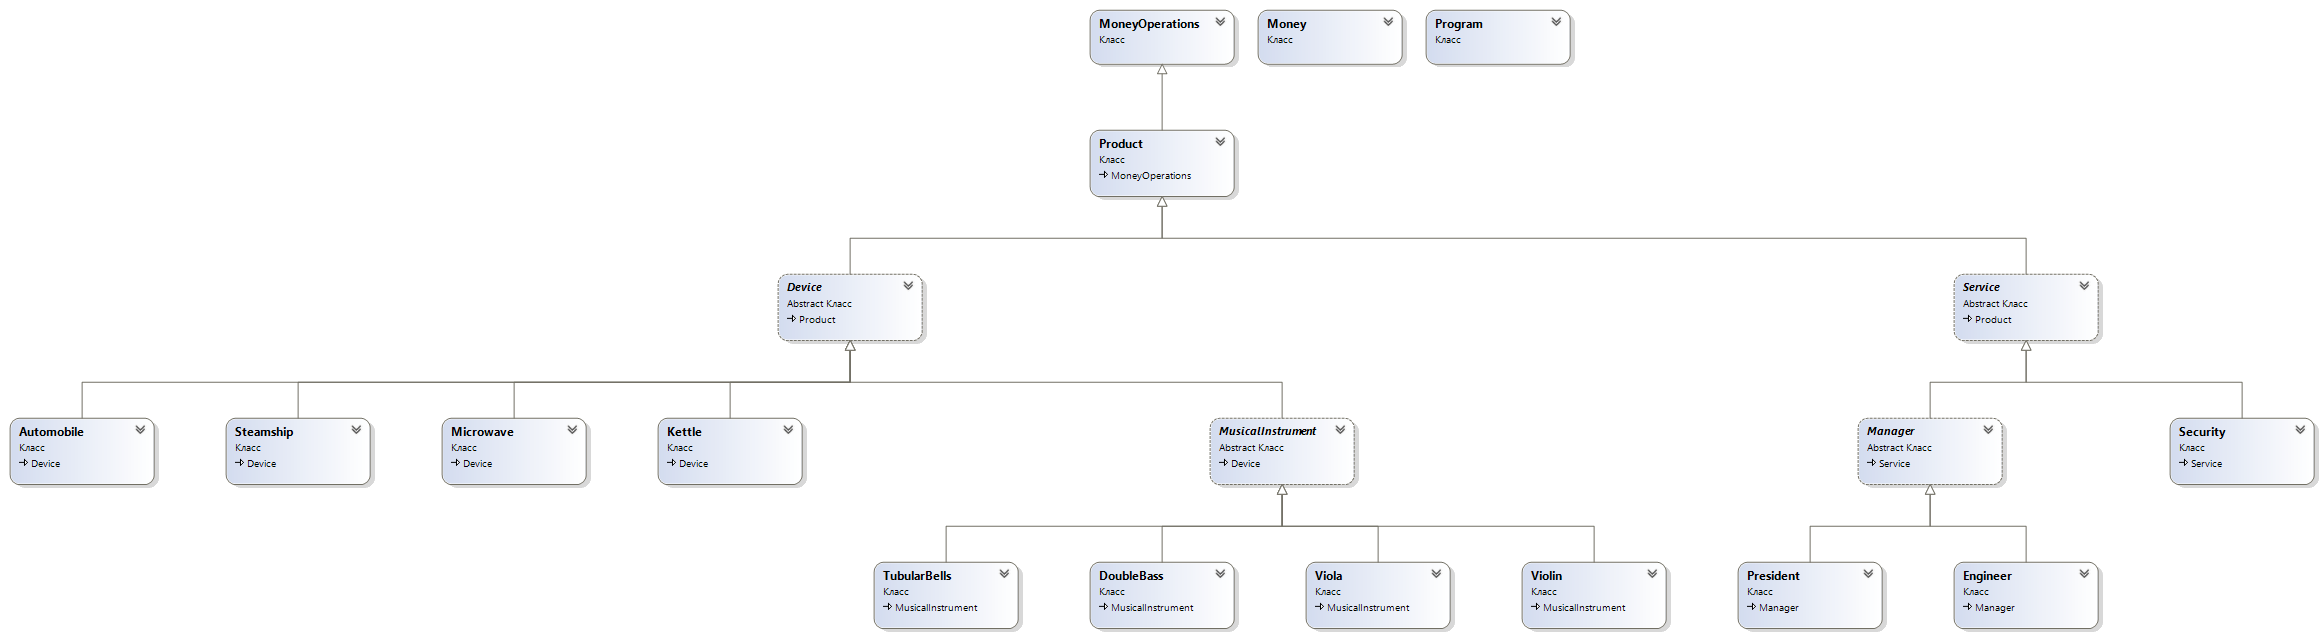 MoneyOperations
Класс
Money
Класс
Program
Класс
Product
Класс
MoneyOperations
Device
Abstract Класс
Product
Service
Abstract Класс
Product
Automobile
Класс
Device
Steamship
Класс
Device
Microwave
Класс
Device
Kettle
Класс
Device
MusicalInstrument
Abstract Класс
Device
Manager
Abstract Класс
Service
Security
Класс
Service
TubularBells
Класс
MusicalInstrument
DoubleBass
Класс
MusicalInstrument
Viola
Класс
MusicalInstrument
Violin
Класс
MusicalInstrument
President
Класс
Manager
Engineer
Класс
Manager